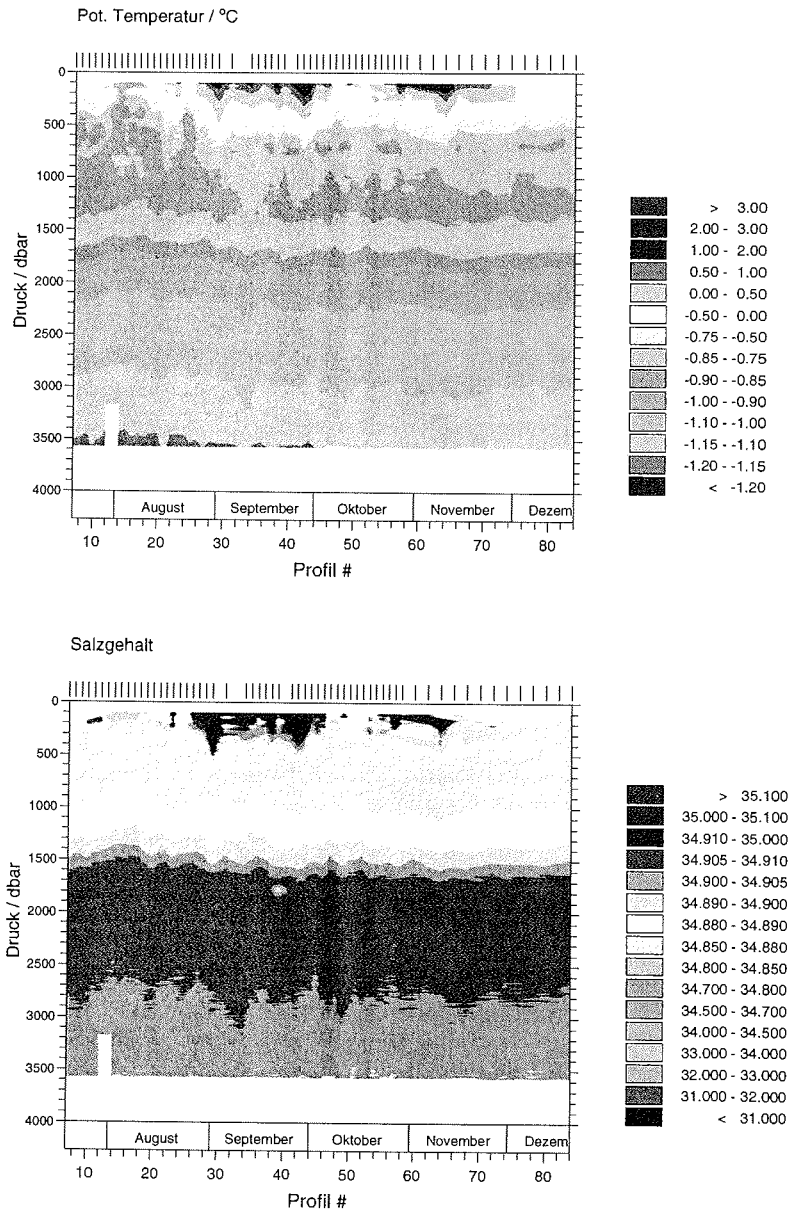 Pot. Temperatur / °C
0
500
1000
1500
2000
2500
3000
3500
4000
Druck / dbar
August September Oktober November Dezem
10 20 30 40 50 60 70 80
Profil #
> 3.00
2.00 - 3.00
1.00 - 2.00
0.50 - 1.00
0.00 - 0.50
-0.50 - 0.00
-0.75 - -0.50
-0.85 - -0.75
-0.90 - -0.85
-1.00 - -0.90
-1.10 - -1.00
-1.15 - -1.10
-1.20 - -1.15
< -1.20
Salzgehalt
0
500
1000
1500
2000
2500
3000
3500
4000
Druck / dbar
August September Oktober November Dezem
10 20 30 40 50 60 70 80
Profil #
> 35.100
35.000 - 35.100
34.910 - 35.000
34.905 - 34.910
34.900 - 34.905
34.890 - 34.900
34.880 - 34.890
34.850 - 34.880
34.800 - 34.850
34.700 - 34.800
34.500 - 34.700
34.000 - 34.500
33.000 - 34.000
32.000 - 33.000
31.000 - 32.000
< 31.000